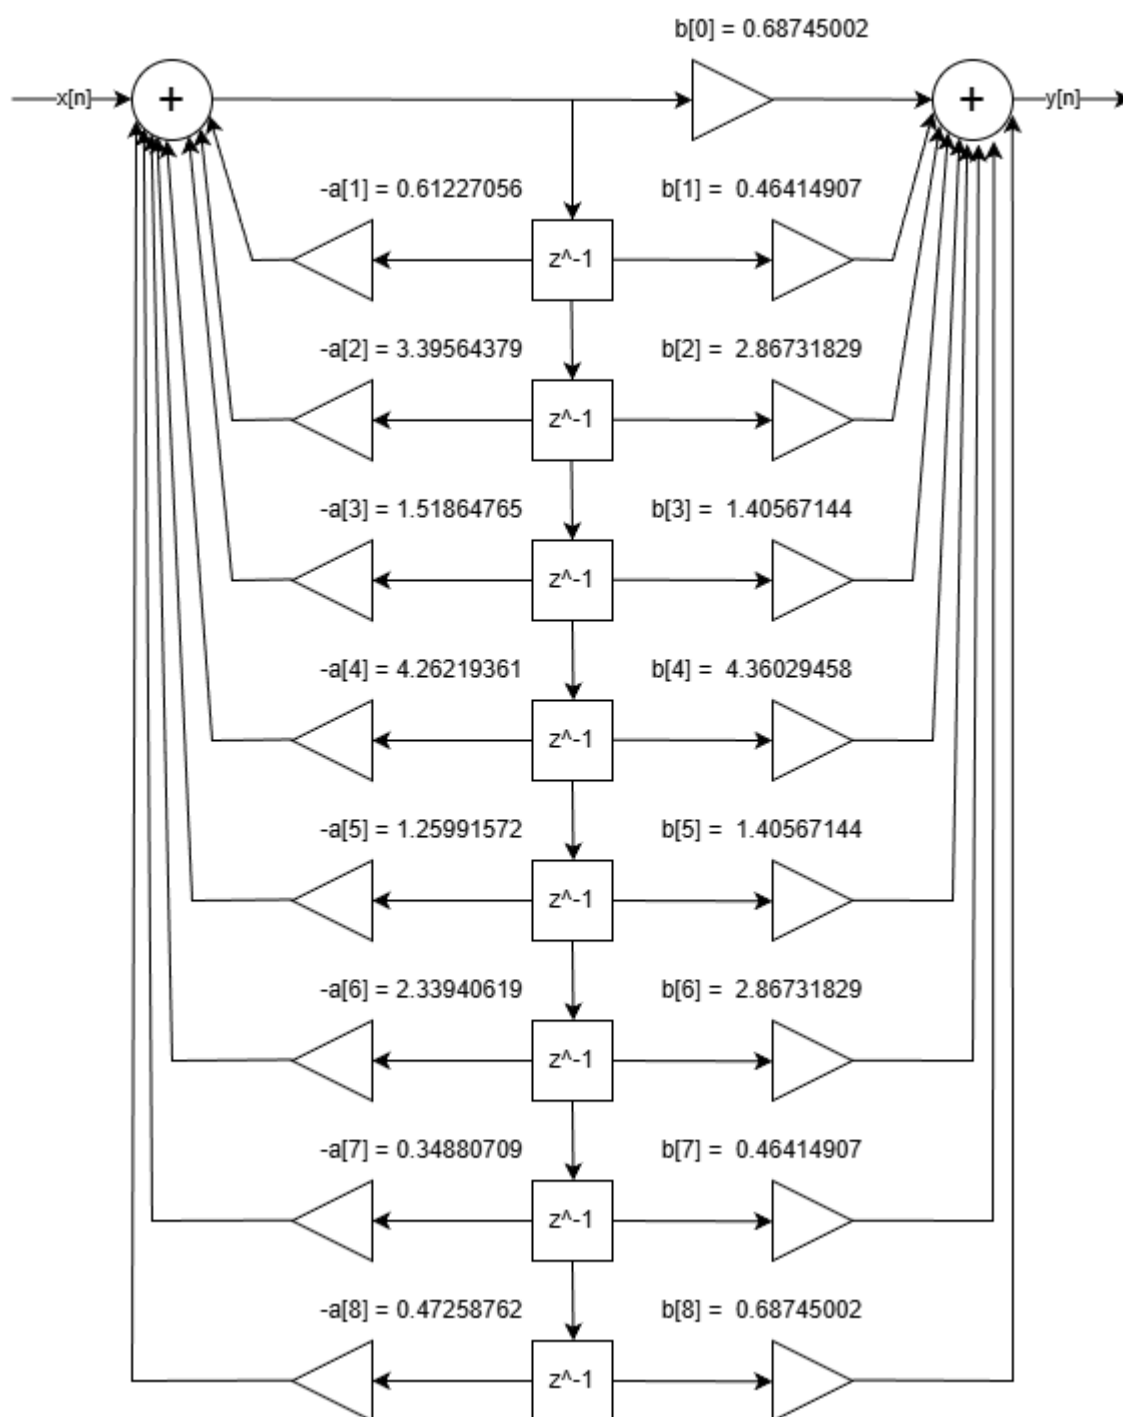 b[0] = 0.68745002
x[n] + + y[n]
-a[1] = 0.61227056 b[1] = 0.46414907
z^-1
-a[2] = 3.39564379 b[2] = 2.86731829
z^-1
-a[3] = 1.51864765 b[3] = 1.40567144
z^-1
-a[4] = 4.26219361 b[4] = 4.36029458
z^-1
-a[5] = 1.25991572 b[5] = 1.40567144
z^-1
-a[6] = 2.33940619 b[6] = 2.86731829
z^-1
-a[7] = 0.34880709 b[7] = 0.46414907
z^-1
-a[8] = 0.47258762 b[8] = 0.68745002
z^-1